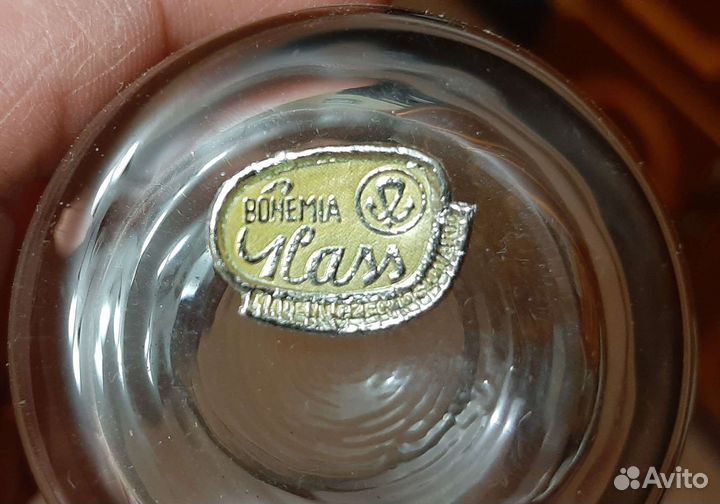 BOHEMIA
Glass
MADE IN CZECHOSLOVAKIA
Avito